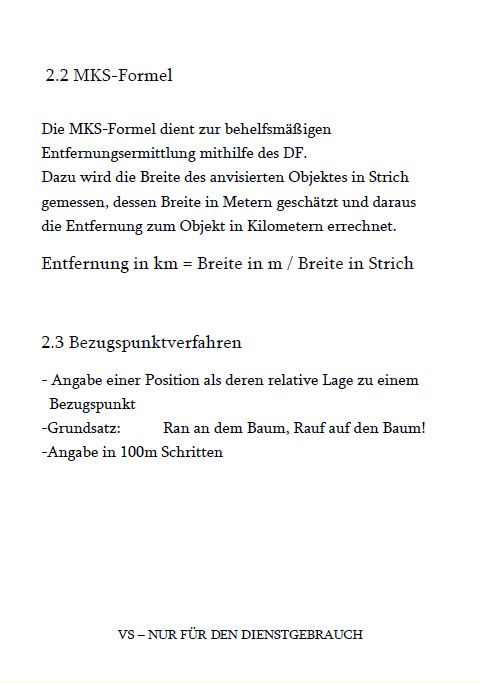 2.2 MKS-Formel
Die MKS-Formel dient zur behelfsmäßigen
Entfernungsermittlung mithilfe des DF.
Dazu wird die Breite des anvisierten Objektes in Strich
gemessen, dessen Breite in Metern geschätzt und daraus
die Entfernung zum Objekt in Kilometern errechnet.
Entfernung in km = Breite in m / Breite in Strich
2.3 Bezugspunktverfahren
- Angabe einer Position als deren relative Lage zu einem
Bezugspunkt
-Grundsatz: Ran an dem Baum, Rauf auf den Baum!
-Angabe in 100m Schritten
VS – NUR FÜR DEN DIENSTGEBRAUCH